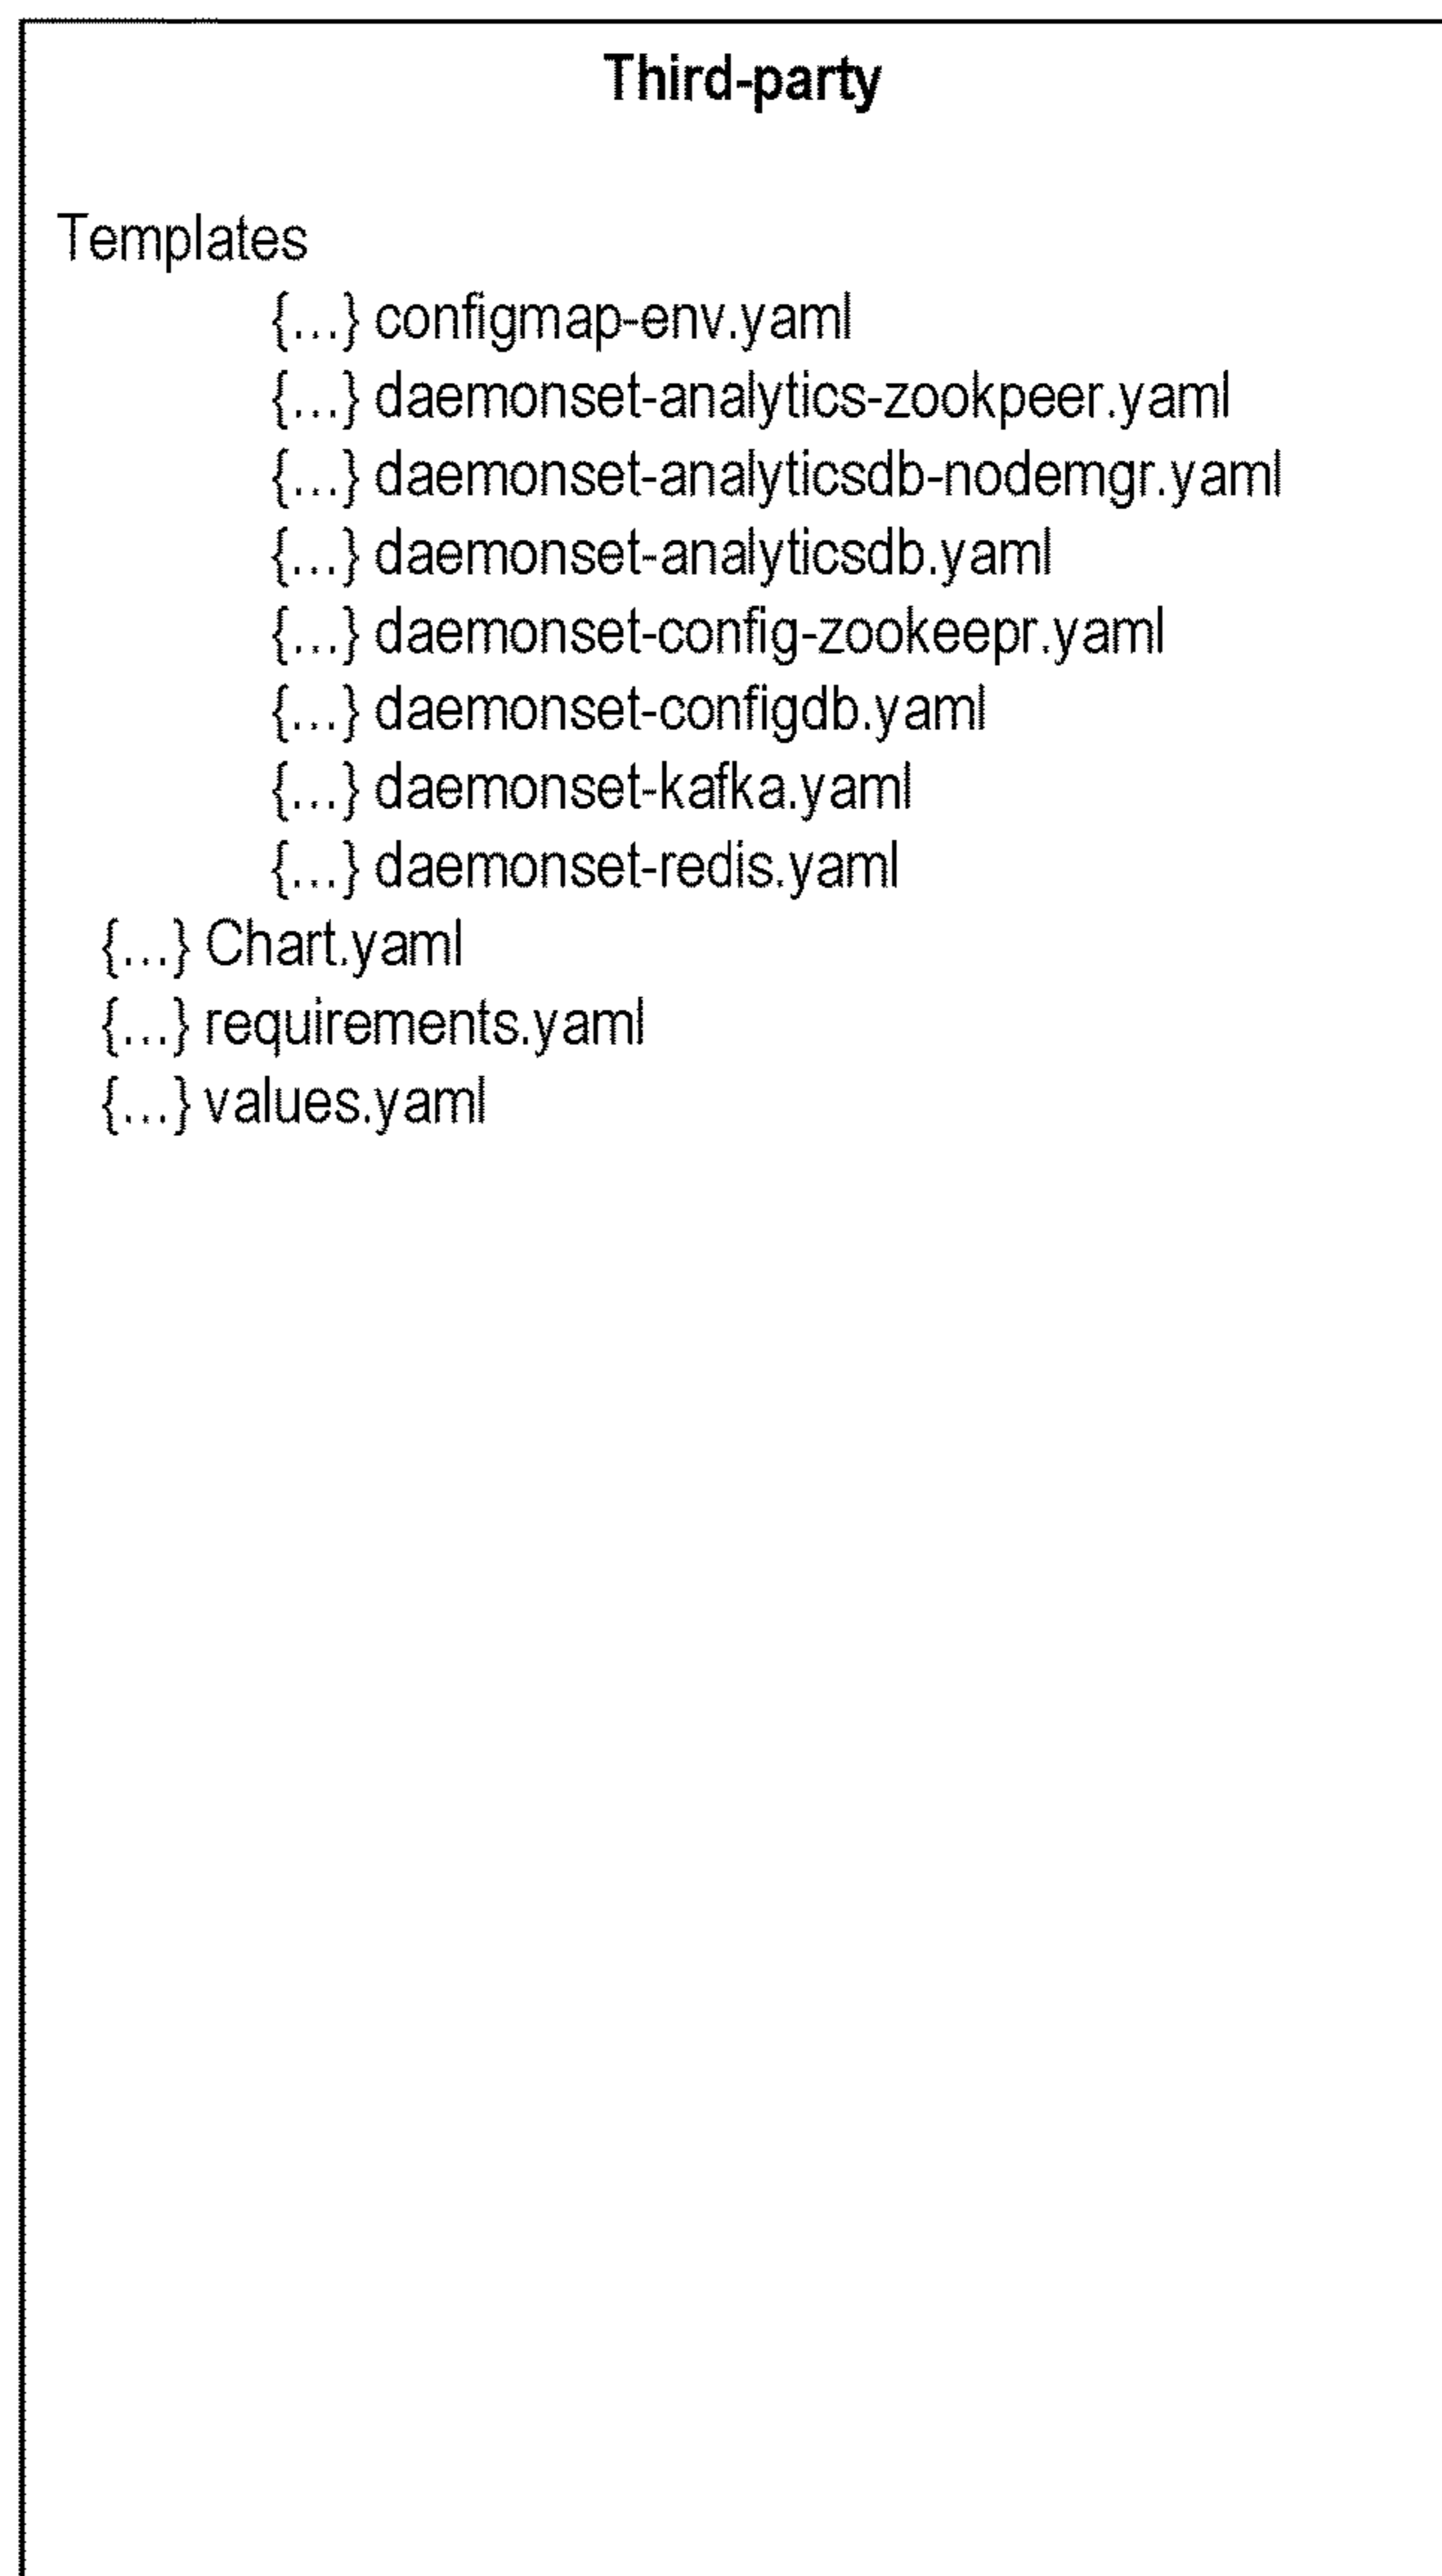 Third-party
Templates
{...} configmap-env.yaml
{...} daemonset-analytics-zookpeer.yaml
{...} daemonset-analyticsdb-nodemgr.yaml
{...} daemonset-analyticsdb.yaml
{...} daemonset-config-zookeepr.yaml
{...} daemonset-configdb.yaml
{...} daemonset-kafka.yaml
{...} daemonset-redis.yaml
{...} Chart.yaml
{...} requirements.yaml
{...} values.yaml